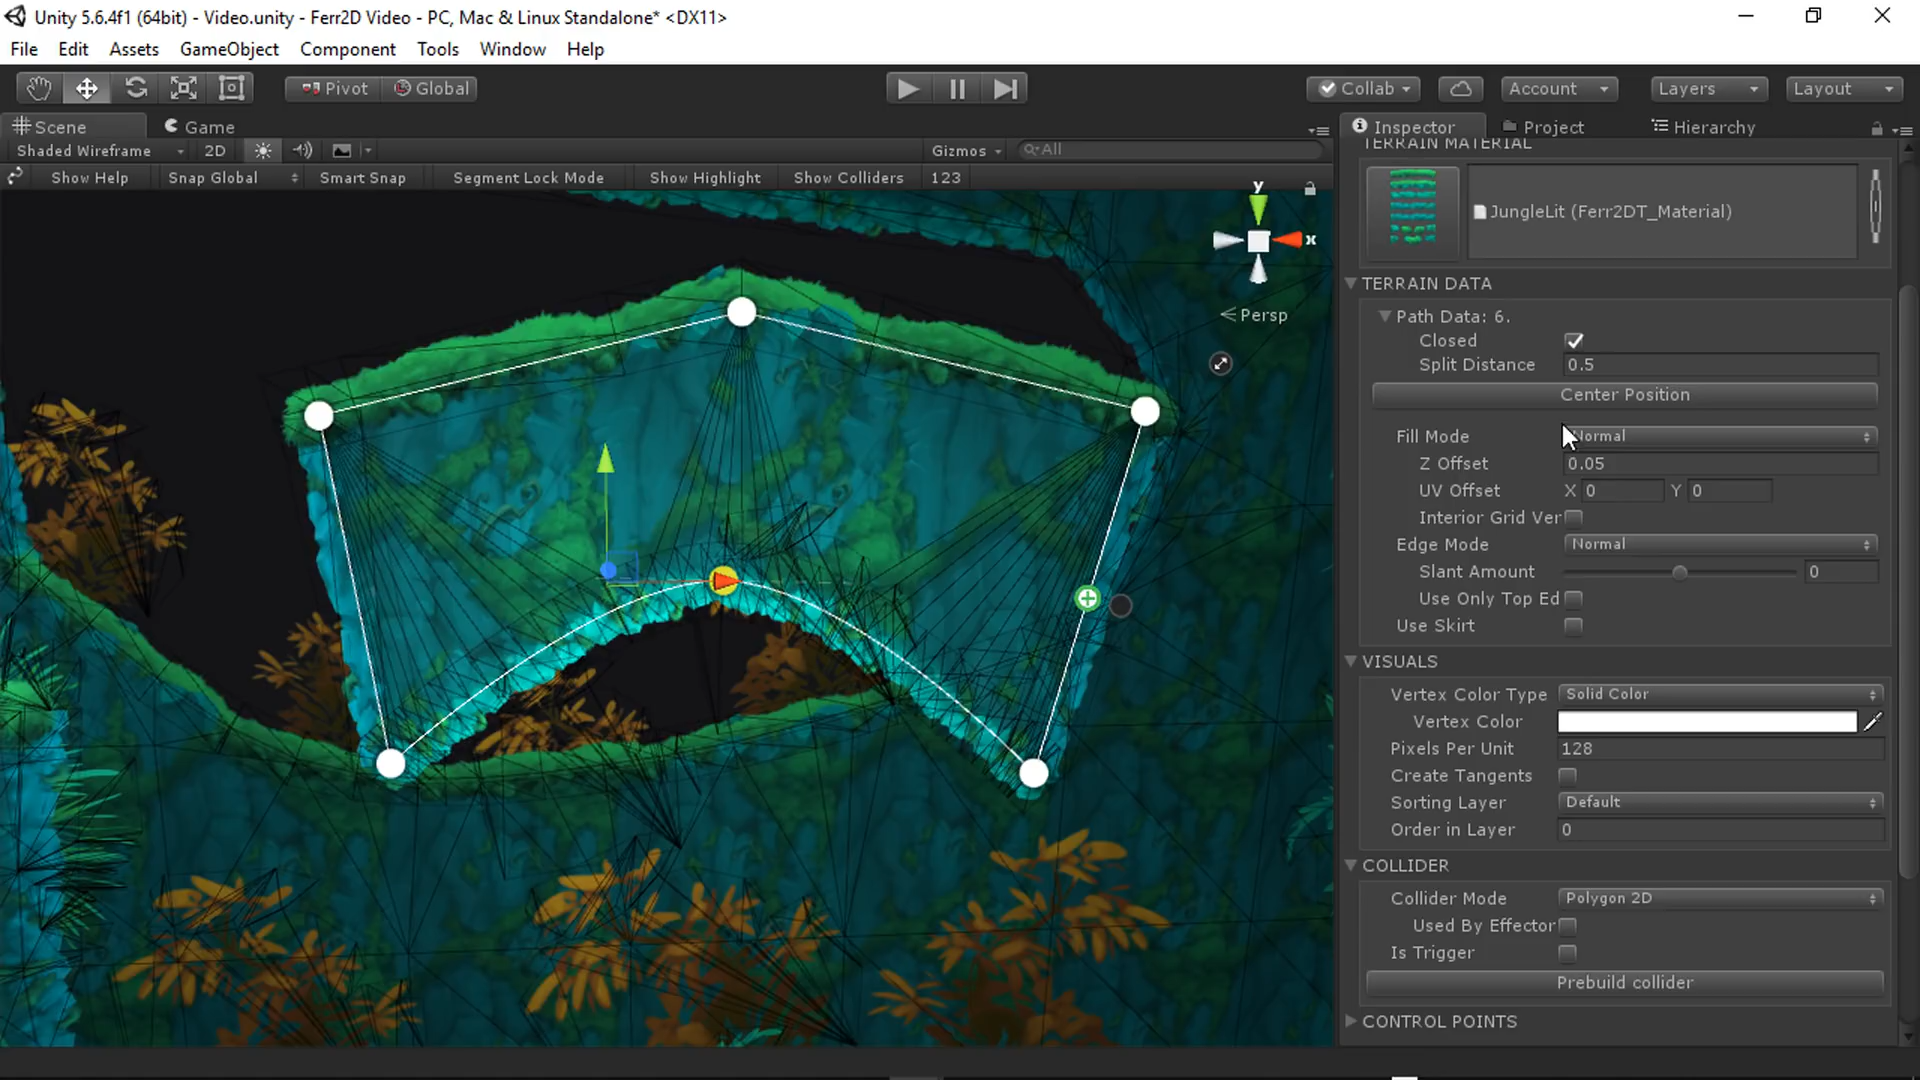 Unity 5.6.4f1 (64bit) - Video.unity - Ferr2D Video - PC, Mac & Linux Standalone* <DX11>
File Edit Assets GameObject Component Tools Window Help
Pivot Global Collab Account Layers Layout
Scene Game
Shaded Wireframe 2D Gizmos All
Show Help Snap Global Smart Snap Segment Lock Mode Show Highlight Show Colliders 123
y
x
Persp
Inspector Project Hierarchy
TERRAIN MATERIAL
JungleLit (Ferr2DT_Material)
TERRAIN DATA
Path Data: 6.
Closed
Split Distance 0.5
Center Position
Fill Mode Normal
Z Offset 0.05
UV Offset X 0 Y 0
Interior Grid Ver
Edge Mode Normal
Slant Amount 0
Use Only Top Ed
Use Skirt
VISUALS
Vertex Color Type Solid Color
Vertex Color
Pixels Per Unit 128
Create Tangents
Sorting Layer Default
Order in Layer 0
COLLIDER
Collider Mode Polygon 2D
Used By Effector
Is Trigger
Prebuild collider
CONTROL POINTS